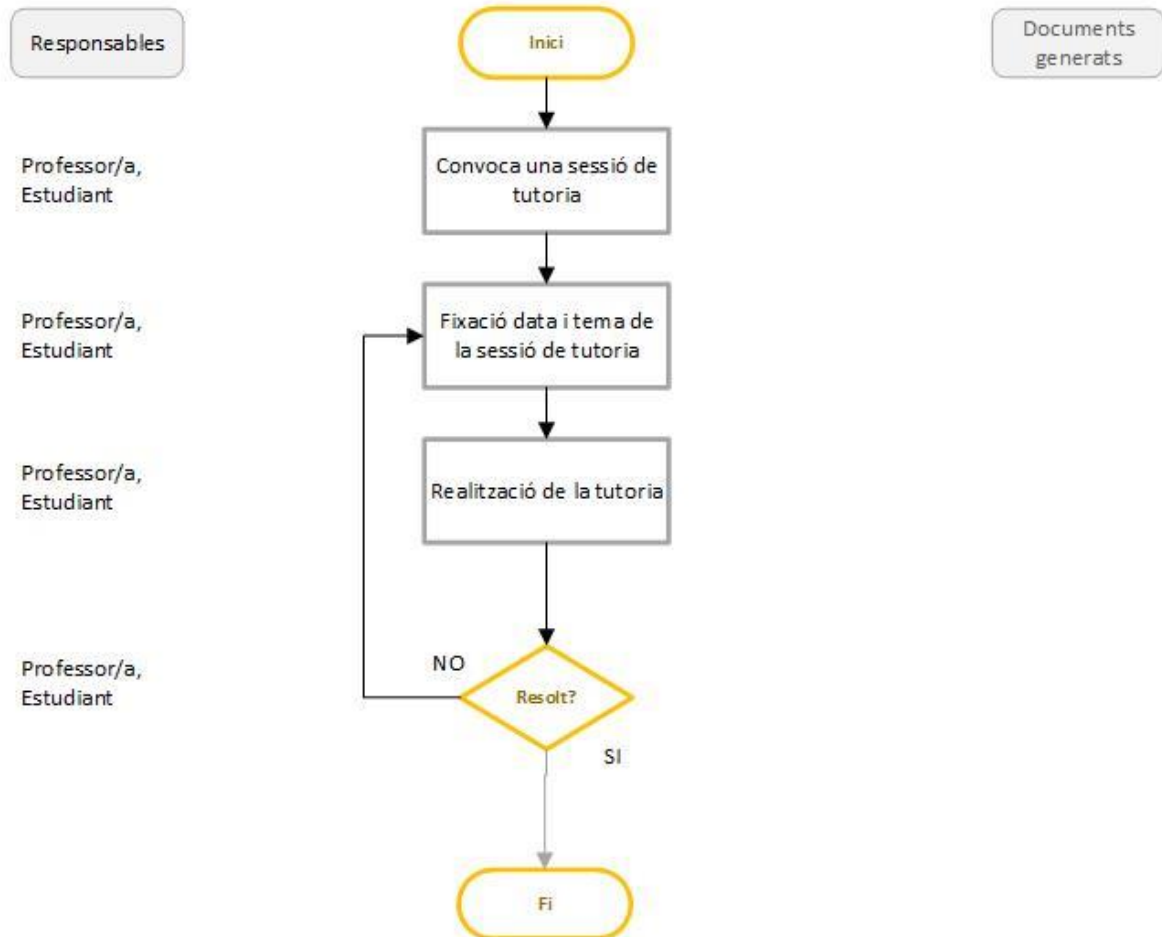 Responsables
Inici
Documents
generats
Professor/a,
Estudiant
Convoca una sessió de
tutoria
Professor/a,
Estudiant
Fixació data i tema de
la sessió de tutoria
Professor/a,
Estudiant
Realització de la tutoria
Professor/a,
Estudiant
NO
Resolt?
SI
Fi